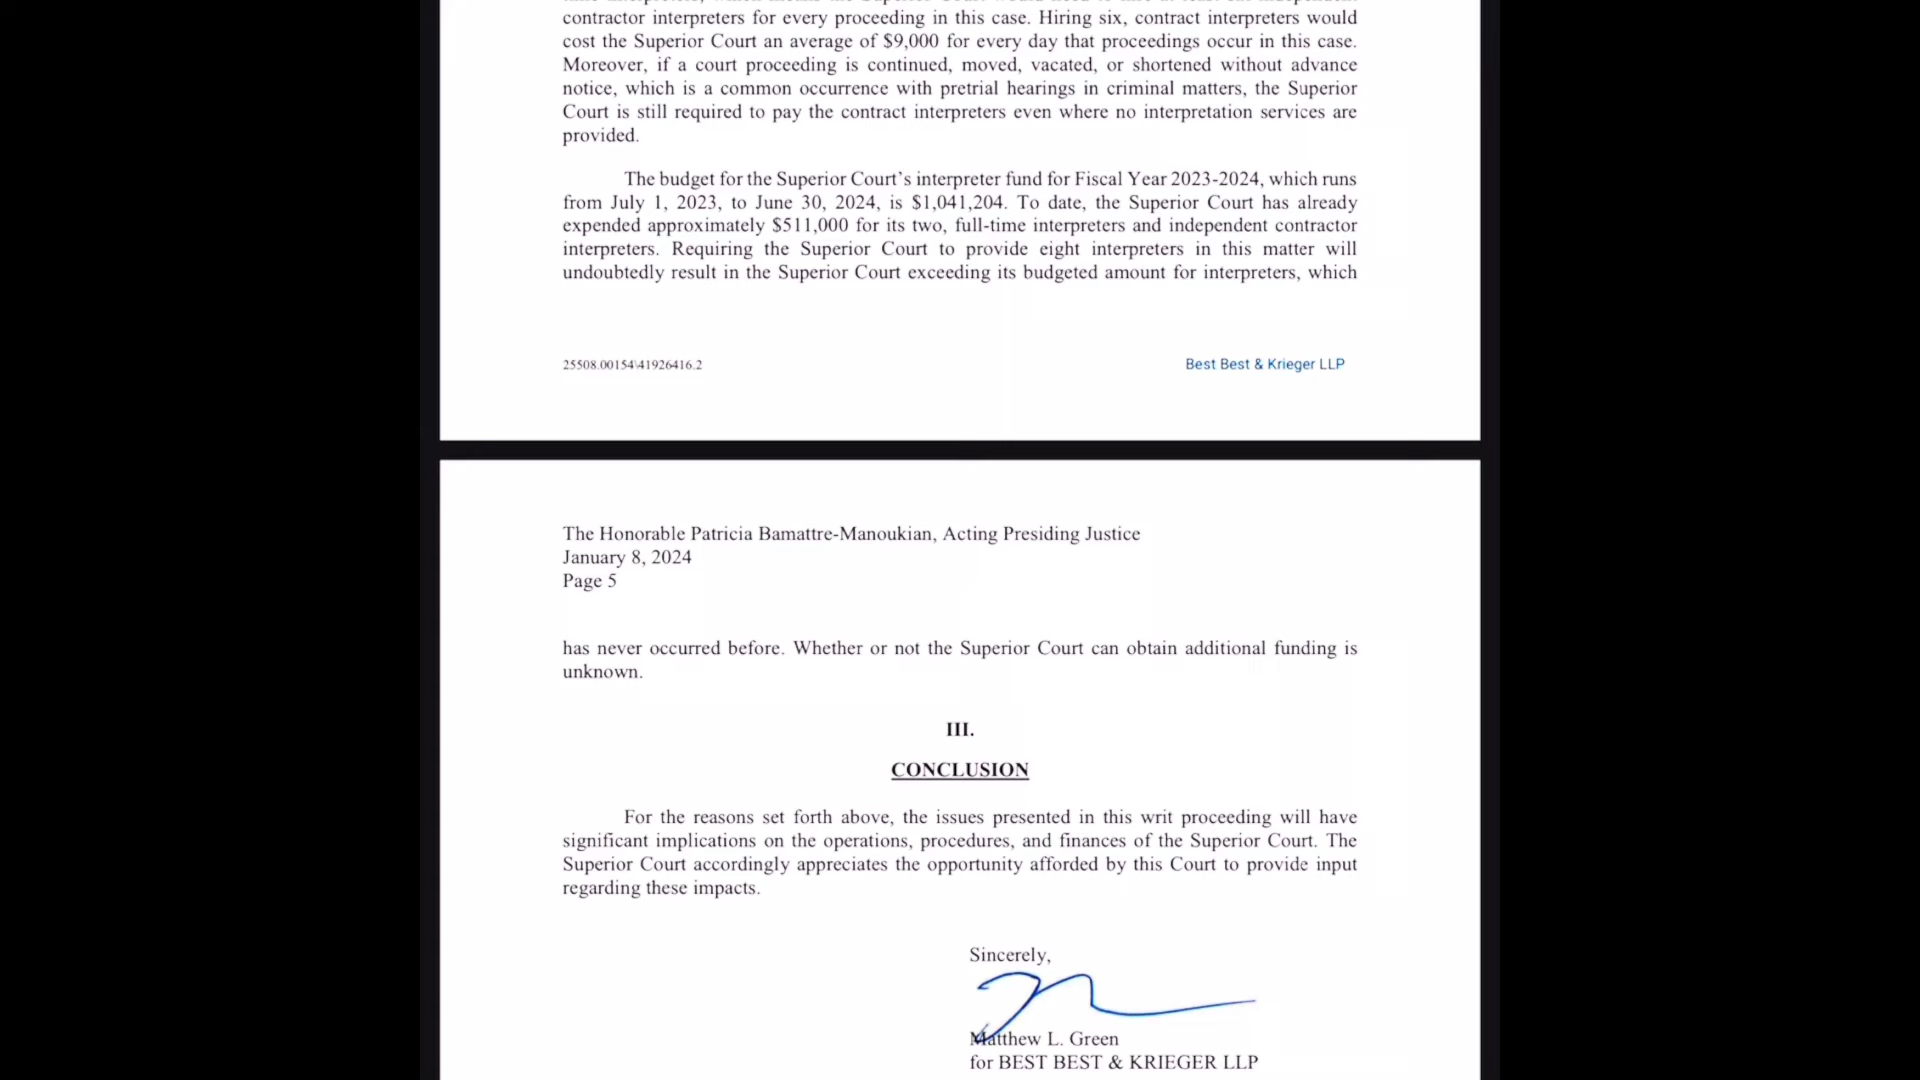 contractor interpreters for every proceeding in this case. Hiring six, contract interpreters would
cost the Superior Court an average of $9,000 for every day that proceedings occur in this case.
Moreover, if a court proceeding is continued, moved, vacated, or shortened without advance
notice, which is a common occurrence with pretrial hearings in criminal matters, the Superior
Court is still required to pay the contract interpreters even where no interpretation services are
provided.
The budget for the Superior Court's interpreter fund for Fiscal Year 2023-2024, which runs
from July 1, 2023, to June 30, 2024, is $1,041,204. To date, the Superior Court has already
expended approximately $511,000 for its two, full-time interpreters and independent contractor
interpreters. Requiring the Superior Court to provide eight interpreters in this matter will
undoubtedly result in the Superior Court exceeding its budgeted amount for interpreters, which
25508.00154\41926416.2
Best Best & Krieger LLP
The Honorable Patricia Bamattre-Manoukian, Acting Presiding Justice
January 8, 2024
Page 5
has never occurred before. Whether or not the Superior Court can obtain additional funding is
unknown.
III.
CONCLUSION
For the reasons set forth above, the issues presented in this writ proceeding will have
significant implications on the operations, procedures, and finances of the Superior Court. The
Superior Court accordingly appreciates the opportunity afforded by this Court to provide input
regarding these impacts.
Sincerely,
Matthew L. Green
for BEST BEST & KRIEGER LLP